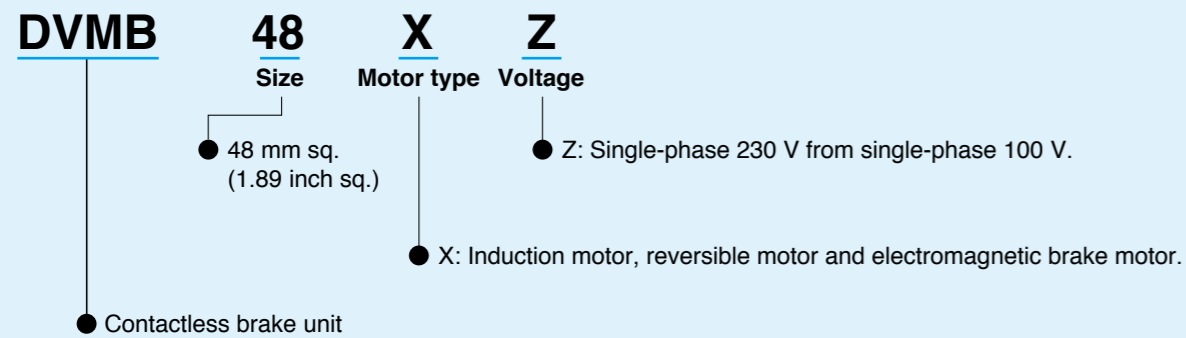 DVMB 48 X Z
Size Motor type Voltage
48 mm sq.
(1.89 inch sq.)
Z: Single-phase 230 V from single-phase 100 V.
X: Induction motor, reversible motor and electromagnetic brake motor.
Contactless brake unit